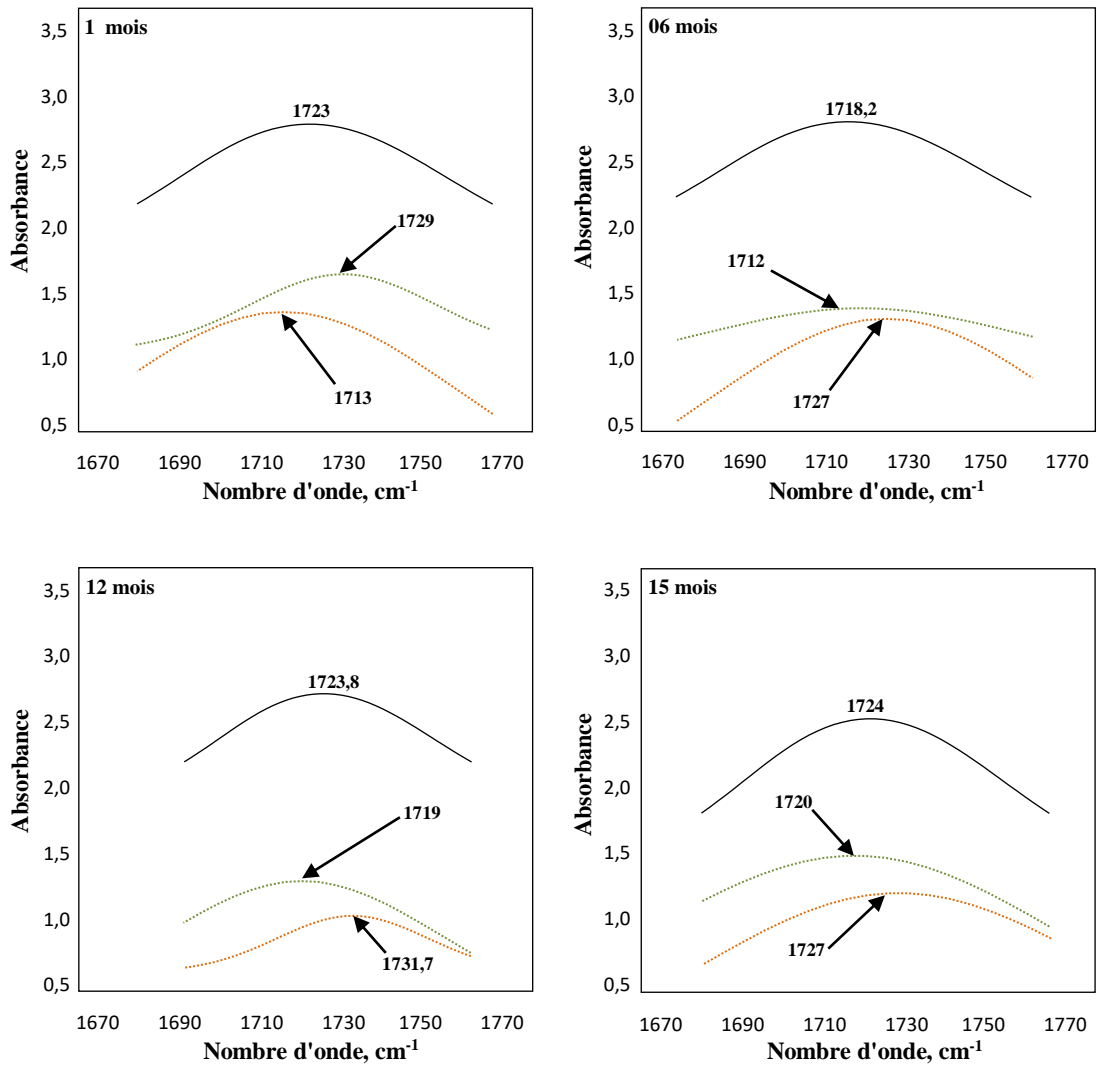 1 mois
3,5
3,0
2,5
2,0
1,5
1,0
0,5
Absorbance
1723
1729
1713
1670 1690 1710 1730 1750 1770
Nombre d'onde, cm-1
06 mois
3,5
3,0
2,5
2,0
1,5
1,0
0,5
Absorbance
1718,2
1712
1727
1670 1690 1710 1730 1750 1770
Nombre d'onde, cm-1
12 mois
3,5
3,0
2,5
2,0
1,5
1,0
0,5
Absorbance
1723,8
1719
1731,7
1670 1690 1710 1730 1750 1770
Nombre d'onde, cm-1
15 mois
3,5
3,0
2,5
2,0
1,5
1,0
0,5
Absorbance
1724
1720
1727
1670 1690 1710 1730 1750 1770
Nombre d'onde, cm-1